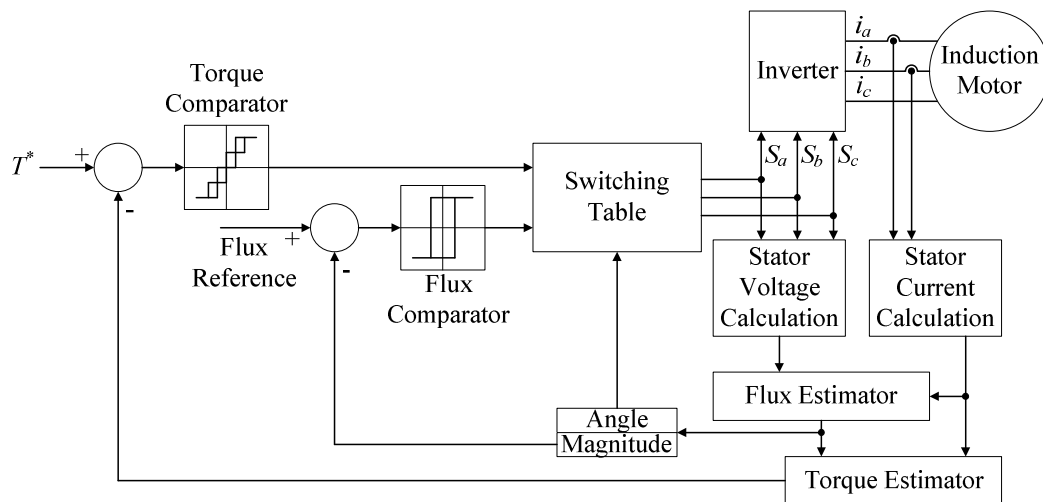 Torque
Comparator
T*
+
-
Flux
Reference
+
-
Flux
Comparator
Switching
Table
Inverter
i_a
i_b
i_c
Induction
Motor
S_a
S_b
S_c
Stator
Voltage
Calculation
Stator
Current
Calculation
Flux Estimator
Angle
Magnitude
Torque Estimator